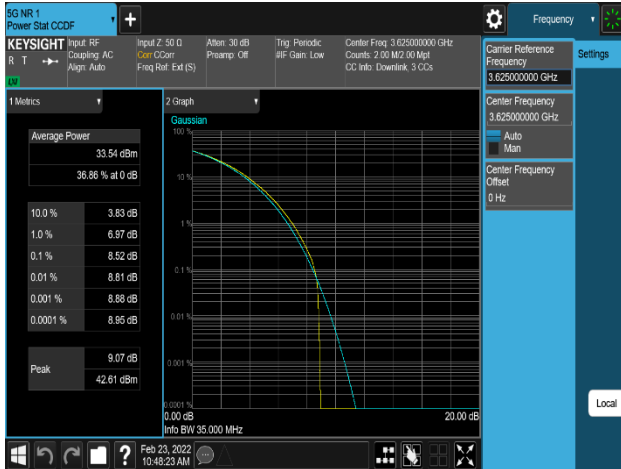 5G NR 1
Power Stat CCDF
Frequency
KEYSIGHT
R T
LXI
Input: RF
Coupling: AC
Align: Auto
Input Z: 50 Ω
Corr CCorr
Freq Ref: Ext (S)
Atten: 30 dB
Preamp: Off
Trig: Periodic
#IF Gain: Low
Center Freq: 3.625000000 GHz
Counts: 2.00 M/2.00 Mpt
CC Info: Downlink, 3 CCs
Carrier Reference
Frequency
3.625000000 GHz
Settings
Center Frequency
3.625000000 GHz
Auto
Man
Center Frequency
Offset
0 Hz
Local
1 Metrics
Average Power
33.54 dBm
36.86 % at 0 dB
10.0 % 3.83 dB
1.0 % 6.97 dB
0.1 % 8.52 dB
0.01 % 8.81 dB
0.001 % 8.88 dB
0.0001 % 8.95 dB
Peak
9.07 dB
42.61 dBm
2 Graph
Gaussian
100 %
10 %
1 %
0.1 %
0.01 %
0.001 %
0.0001 %
0.00 dB 20.00 dB
Info BW 35.000 MHz
?
Feb 23, 2022
10:48:23 AM